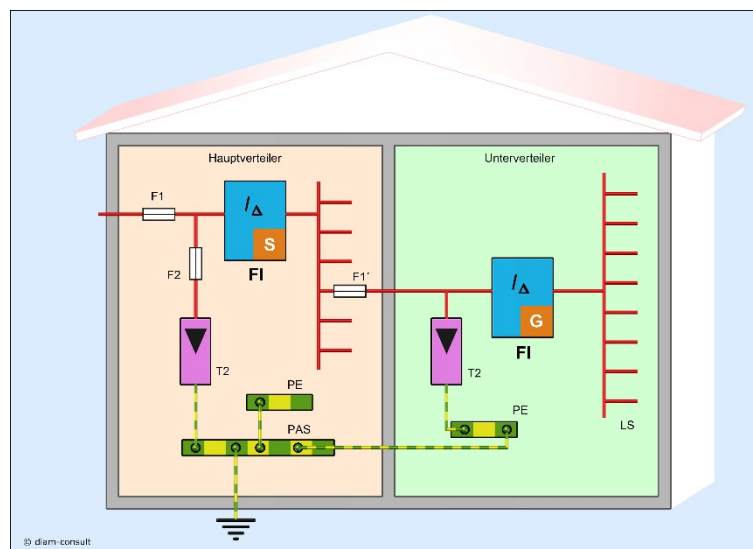 Hauptverteiler
Unterverteiler
F1
I∆
S
FI
F2
F1´
I∆
G
FI
T2
T2
PE
PE
PAS
LS
© diam-consult